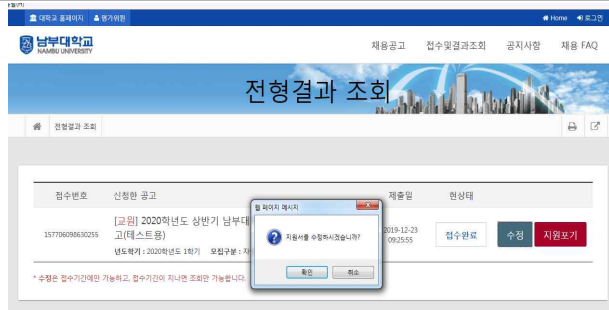 대학교 홈페이지 평가위원 Home 로그인
남부대학교
NAMBU UNIVERSITY
채용공고 접수및결과조회 공지사항 채용 FAQ
전형결과 조회
전형결과 조회
접수번호 신청한 공고 제출일 현상태
[교원] 2020학년도 상반기 남부대
고(테스트용)
년도학기 : 2020학년도 1학기 모집구분 :
157706098630255
웹 페이지 메시지
지원서를 수정하시겠습니까?
확인 취소
2019-12-23
09:25:55
접수완료 수정 지원포기
* 수정은 접수기간에만 가능하고, 접수기간이 지나면 조회만 가능합니다.